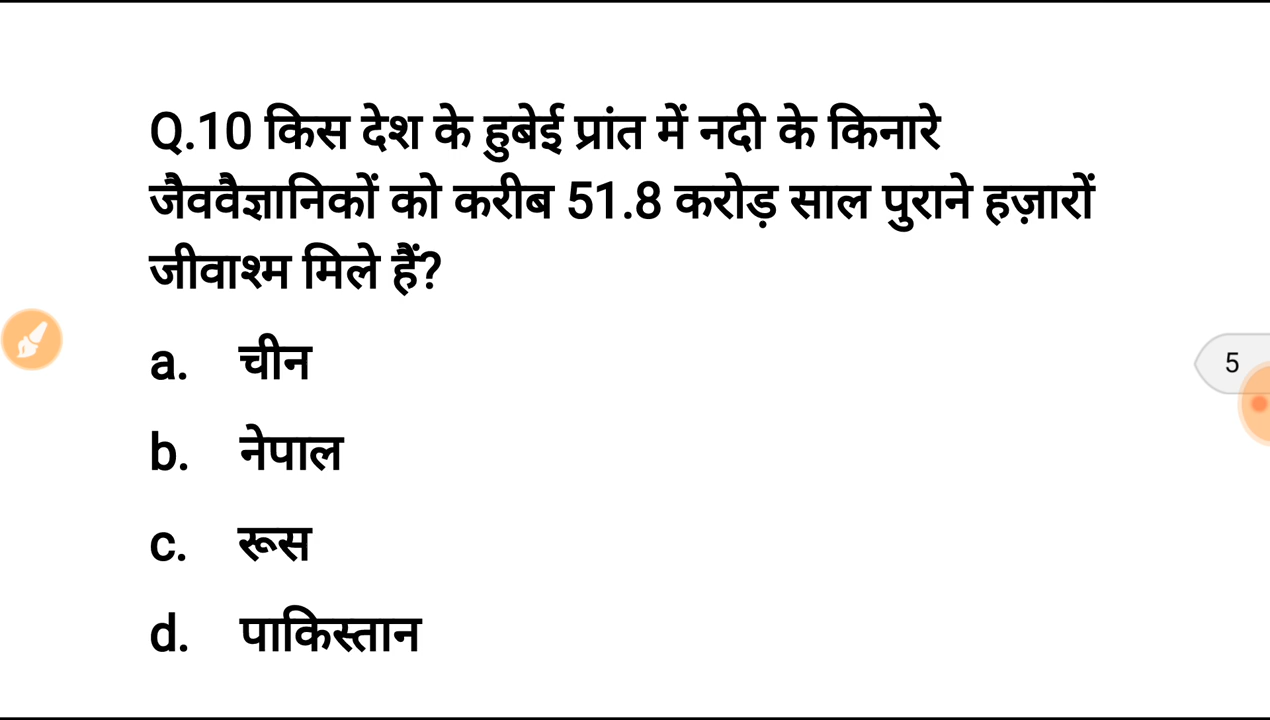 Q.10 किस देश के हुबेई प्रांत में नदी के किनारे
जैववैज्ञानिकों को करीब 51.8 करोड़ साल पुराने हज़ारों
जीवाश्म मिले हैं?
a. चीन
5
b. नेपाल
c. रूस
d. पाकिस्तान